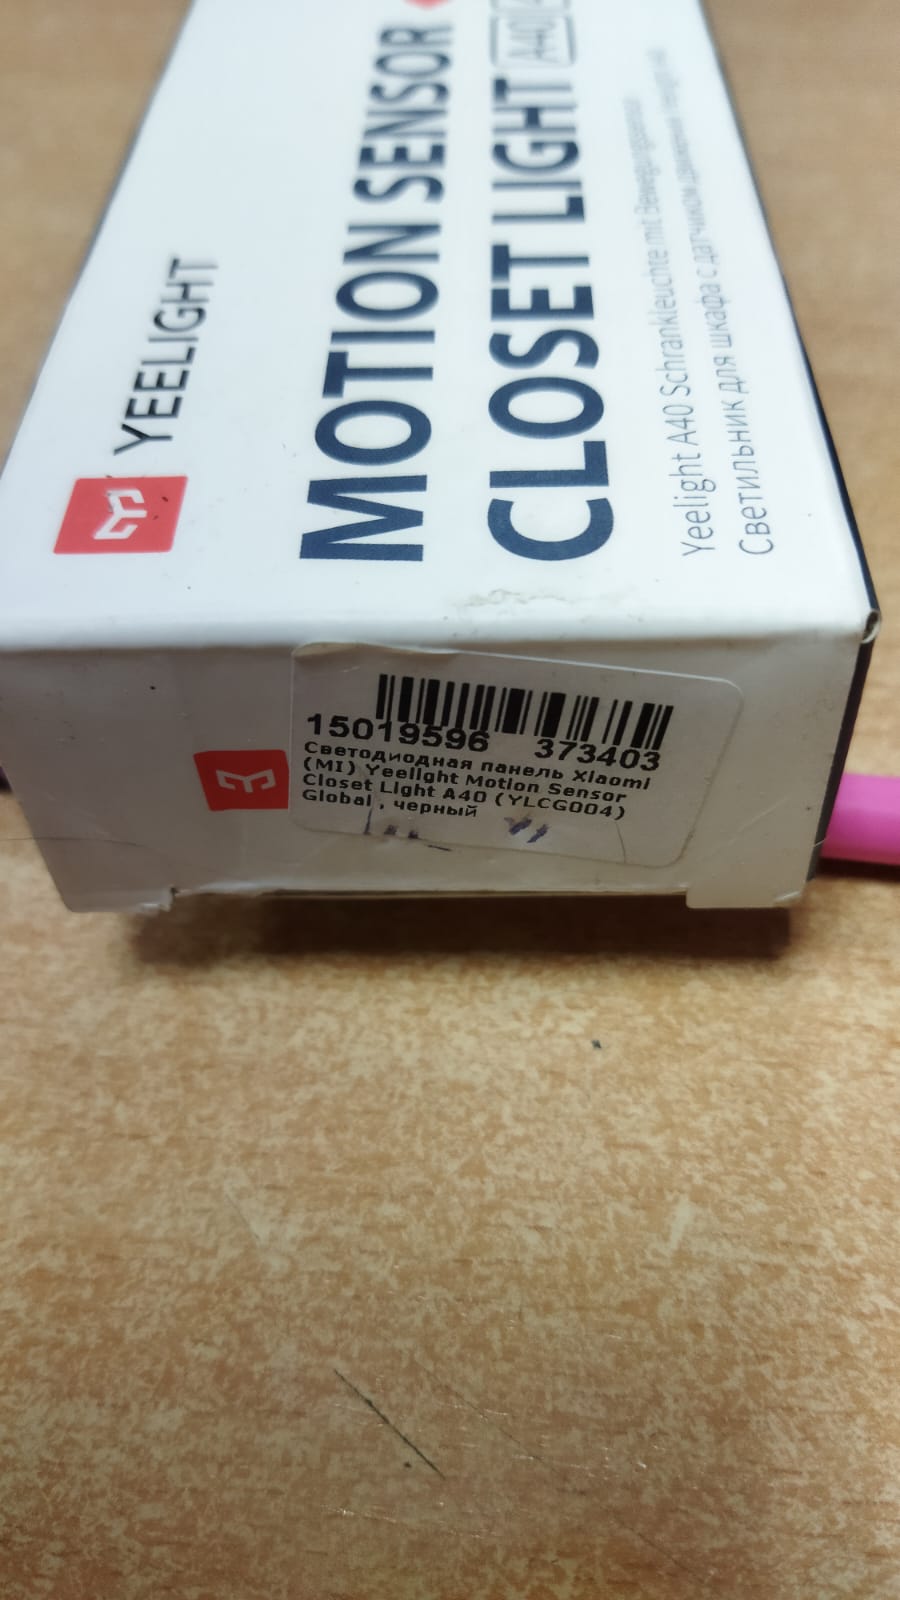 YEELIGHT
MOTION SENSOR
CLOSET LIGHT A40
Yeelight A40 Schrankleuchte mit Bewegungssensor
Светильник для шкафа с датчиком движения
15019596 373403
Светодиодная панель Xiaomi
(MI) Yeelight Motion Sensor
Closet Light A40 (YLCG004)
Global , черный